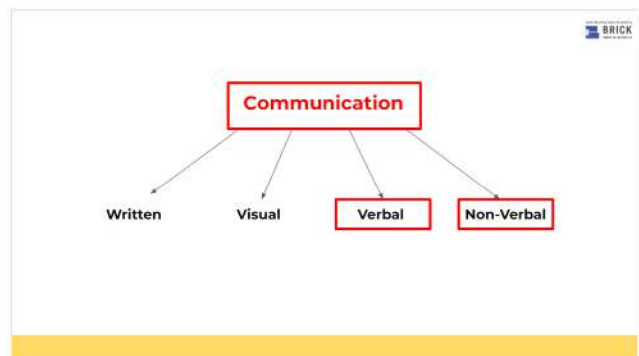 BRICK
Communication
Written
Visual
Verbal
Non-Verbal